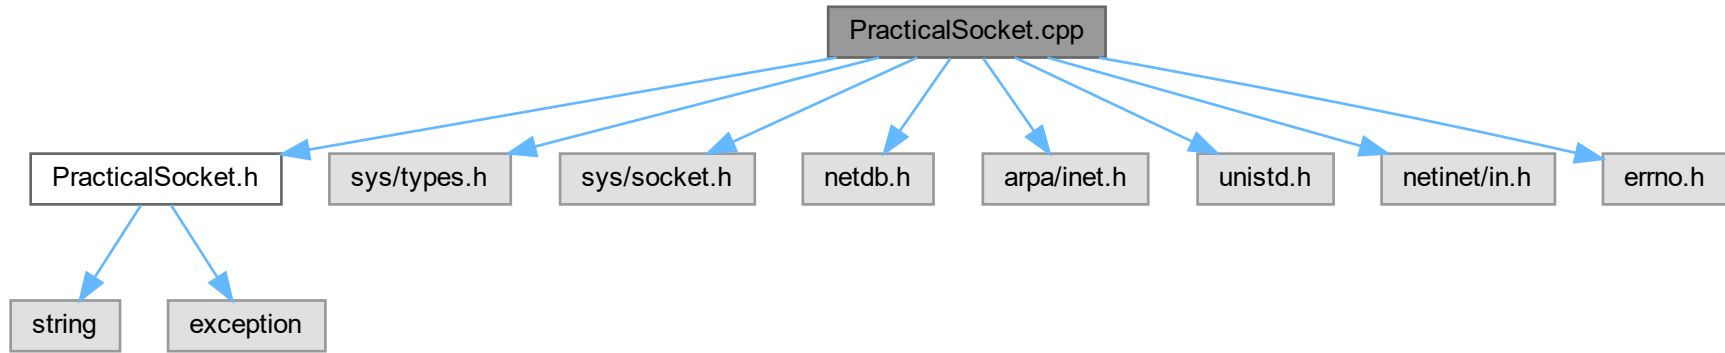 PracticalSocket.cpp
PracticalSocket.h
sys/types.h
sys/socket.h
netdb.h
arpa/inet.h
unistd.h
netinet/in.h
errno.h
string
exception